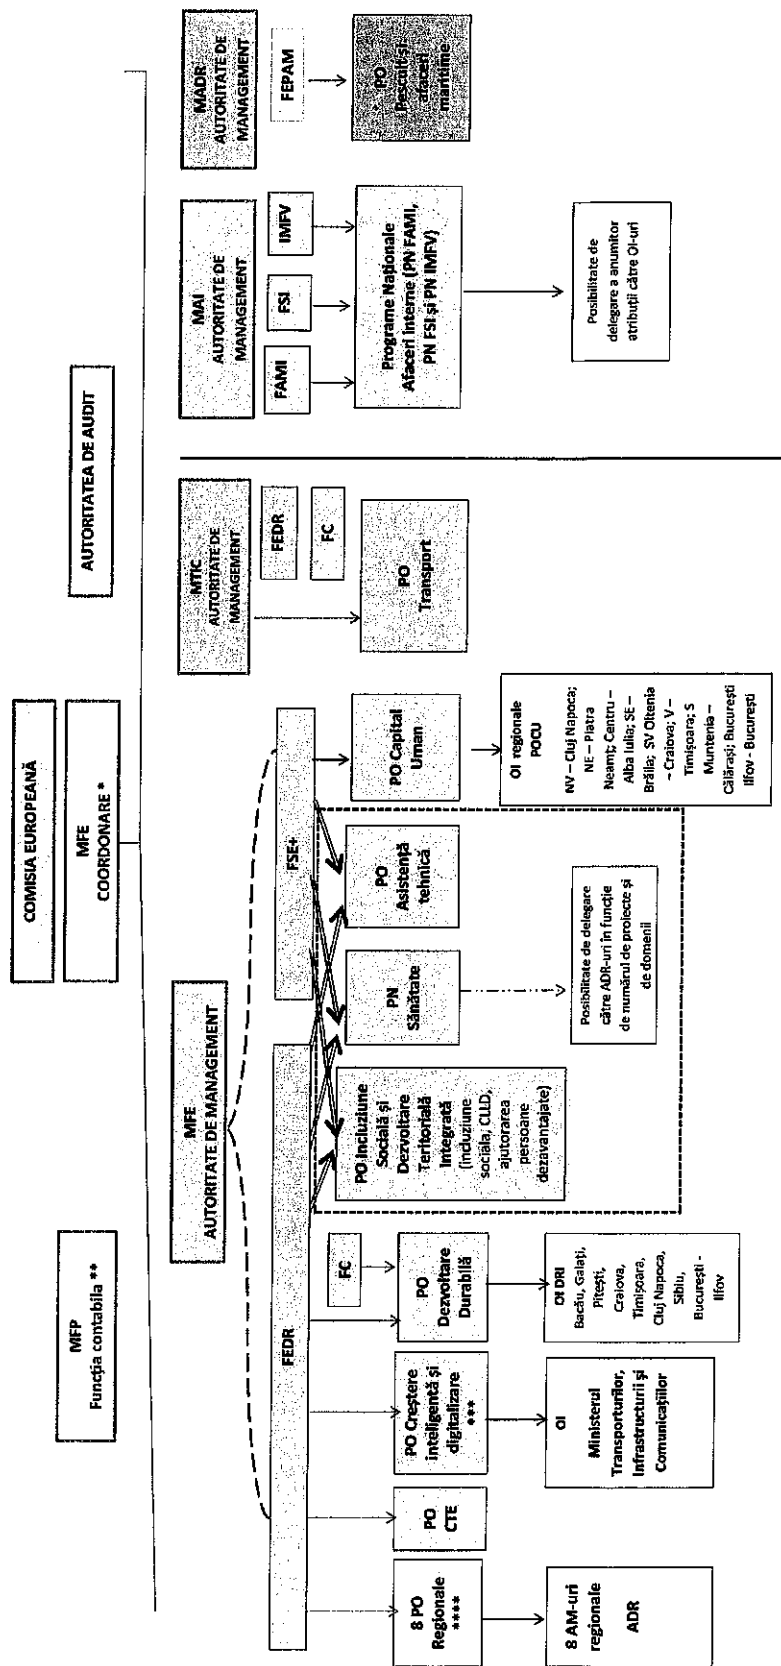 COMISIA EUROPEANĂ
MFE
COORDONARE *
MFP
Funcția contabila **
AUTORITATEA DE AUDIT
MFE
AUTORITATE DE MANAGEMENT
MTIC
AUTORITATE DE
MANAGEMENT
MAI
AUTORITATE DE
MANAGEMENT
MADR
AUTORITATE DE
MANAGEMENT
FEDR
FSE+
FEDR
FC
FAMI
FSI
IMFV
FEPAM
FC
8 PO
Regionale
****
PO
CTE
PO Creștere
inteligentă și
digitalizare
***
PO
Dezvoltare
Durabilă
PO Incluziune
Socială și
Dezvoltare
Teritorială
Integrată
(incluziune
sociala, CLLD,
ajutorarea
persoane
dezavantajate)
PN
Sănătate
PO
Asistență
tehnică
PO Capital
Uman
PO
Transport
Programe Naționale
Afaceri interne (PN FAMI,
PN FSI și PN IMFV)
PO
Pescuit și
afaceri
maritime
8 AM-uri
regionale
ADR
OI
Ministerul
Transporturilor,
Infrastructurii și
Comunicațiilor
OI DRI
Bacău, Galați,
Pitești,
Craiova,
Timișoara,
Cluj Napoca,
Sibiu,
București -
Ilfov
Posibilitate de delegare
către ADR-uri în funcție
de numărul de proiecte și
de domenii
OI regionale
POCU
NV – Cluj Napoca;
NE – Piatra
Neamț; Centru –
Alba Iulia; SE –
Brăila; SV Oltenia
– Craiova; V –
Timișoara; S
Muntenia –
Călărași; București
Ilfov - București
Posibilitate de
delegare a anumitor
atribuții către OI-uri